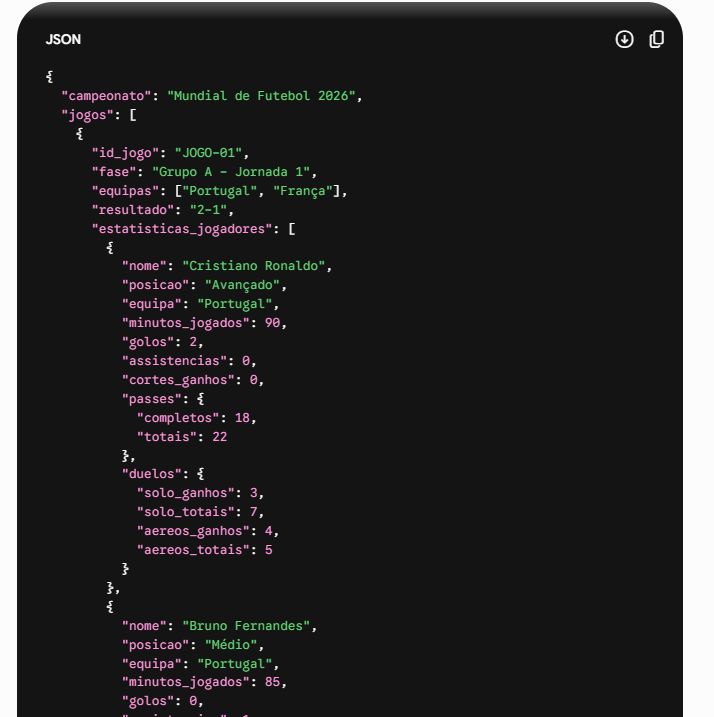 JSON
{
"campeonato": "Mundial de Futebol 2026",
"jogos": [
{
"id_jogo": "JOGO-01",
"fase": "Grupo A - Jornada 1",
"equipas": ["Portugal", "França"],
"resultado": "2-1",
"estatisticas_jogadores": [
{
"nome": "Cristiano Ronaldo",
"posicao": "Avançado",
"equipa": "Portugal",
"minutos_jogados": 90,
"golos": 2,
"assistencias": 0,
"cortes_ganhos": 0,
"passes": {
"completos": 18,
"totais": 22
},
"duelos": {
"solo_ganhos": 3,
"solo_totais": 7,
"aereos_ganhos": 4,
"aereos_totais": 5
}
},
{
"nome": "Bruno Fernandes",
"posicao": "Médio",
"equipa": "Portugal",
"minutos_jogados": 85,
"golos": 0,